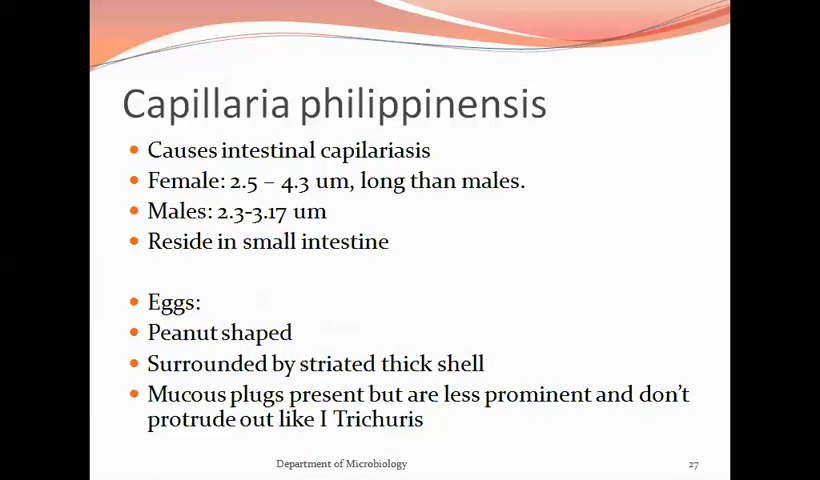 Capillaria philippinensis
Causes intestinal capilariasis
Female: 2.5 – 4.3 um, long than males.
Males: 2.3-3.17 um
Reside in small intestine
Eggs:
Peanut shaped
Surrounded by striated thick shell
Mucous plugs present but are less prominent and don't
protrude out like I Trichuris
Department of Microbiology
27